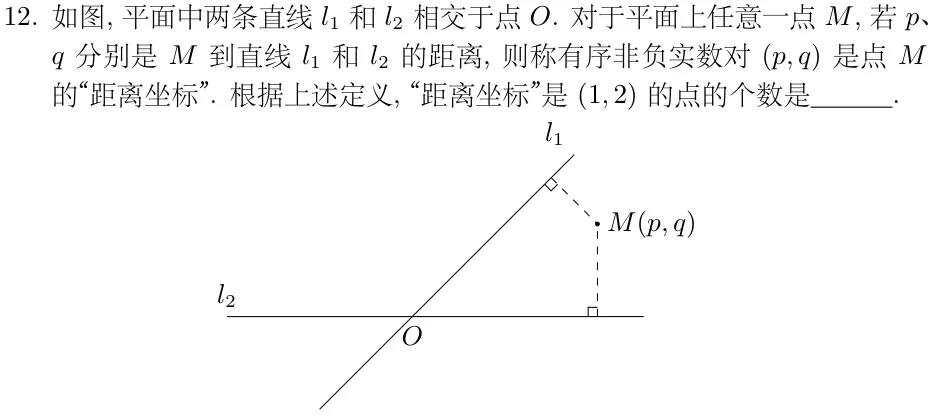 12. 如图, 平面中两条直线 l₁ 和 l₂ 相交于点 O. 对于平面上任意一点 M, 若 p、
q 分别是 M 到直线 l₁ 和 l₂ 的距离, 则称有序非负实数对 (p, q) 是点 M
的“距离坐标”. 根据上述定义, “距离坐标”是 (1, 2) 的点的个数是______.
l₁
M(p, q)
l₂
O